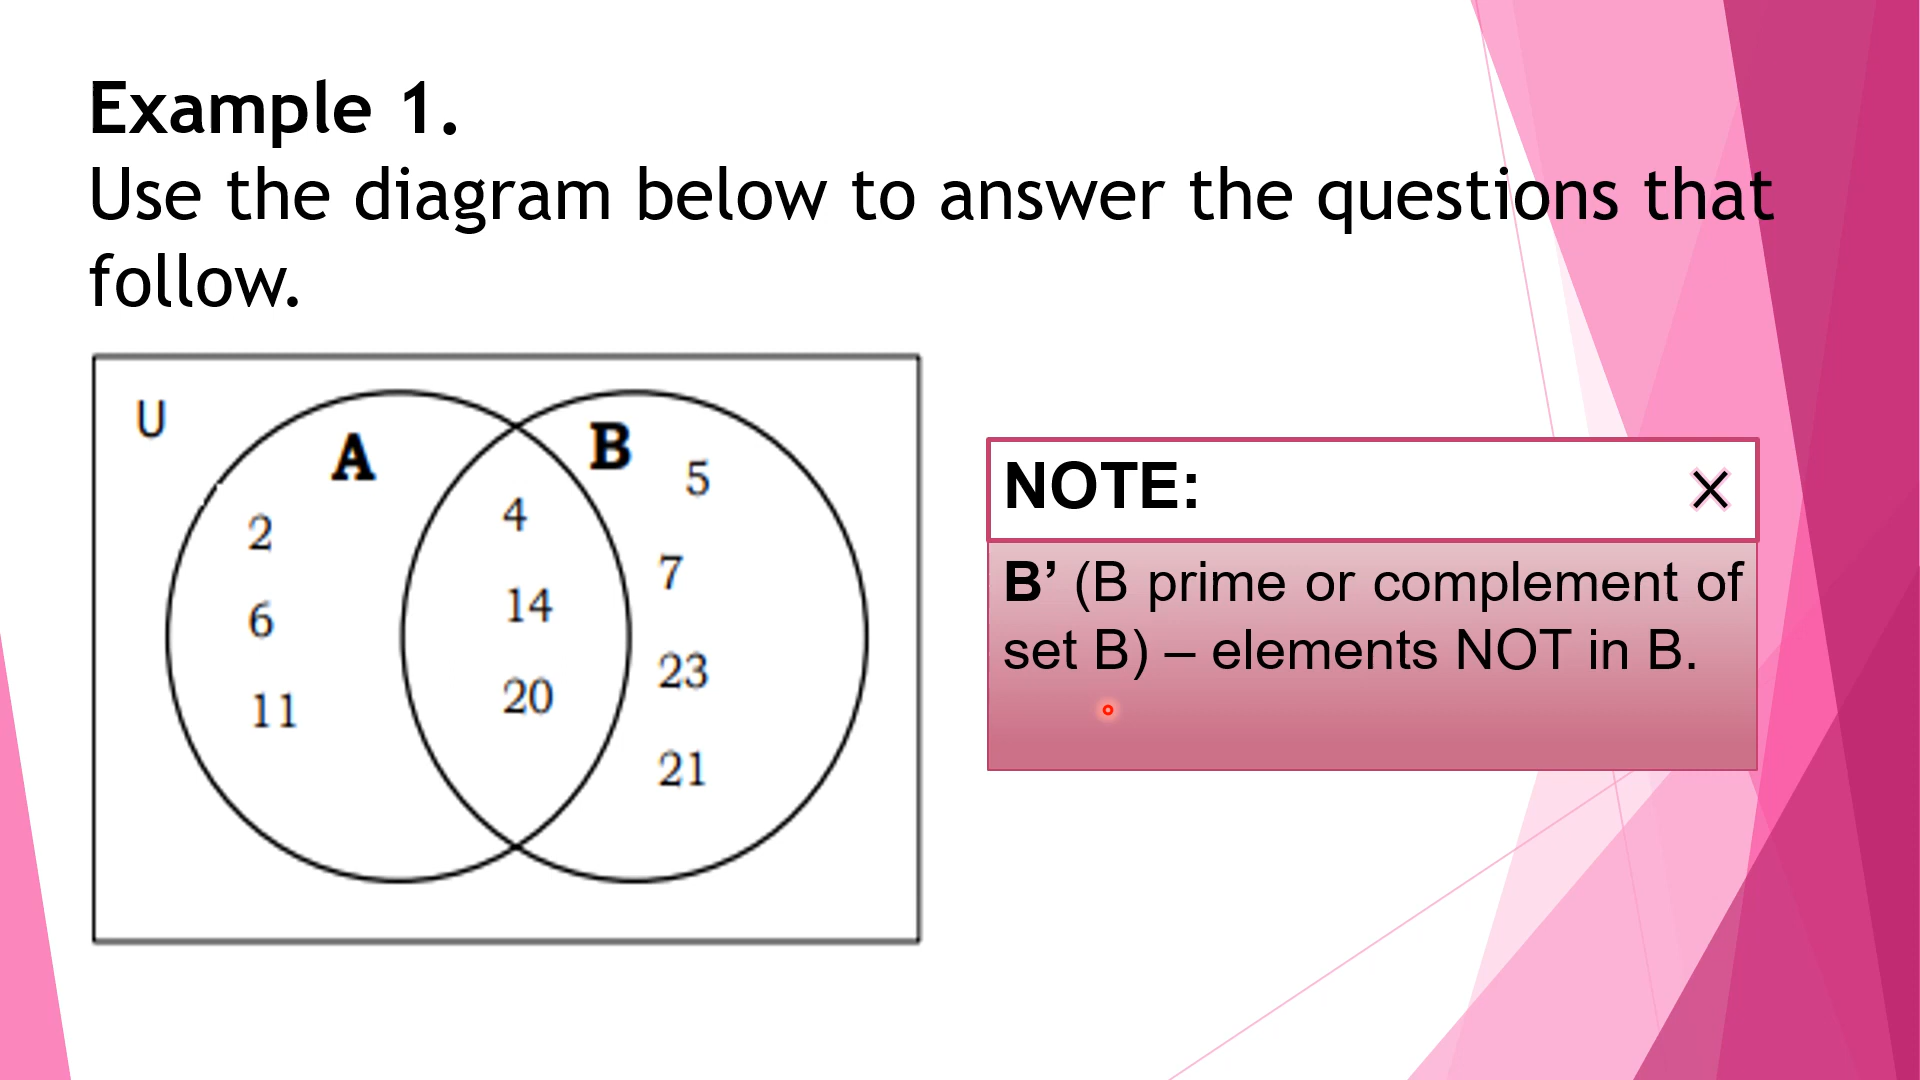 Example 1.
Use the diagram below to answer the questions that
follow.
U
A
B
5
2
4
7
6
14
23
11
20
21
NOTE:
B’ (B prime or complement of
set B) – elements NOT in B.